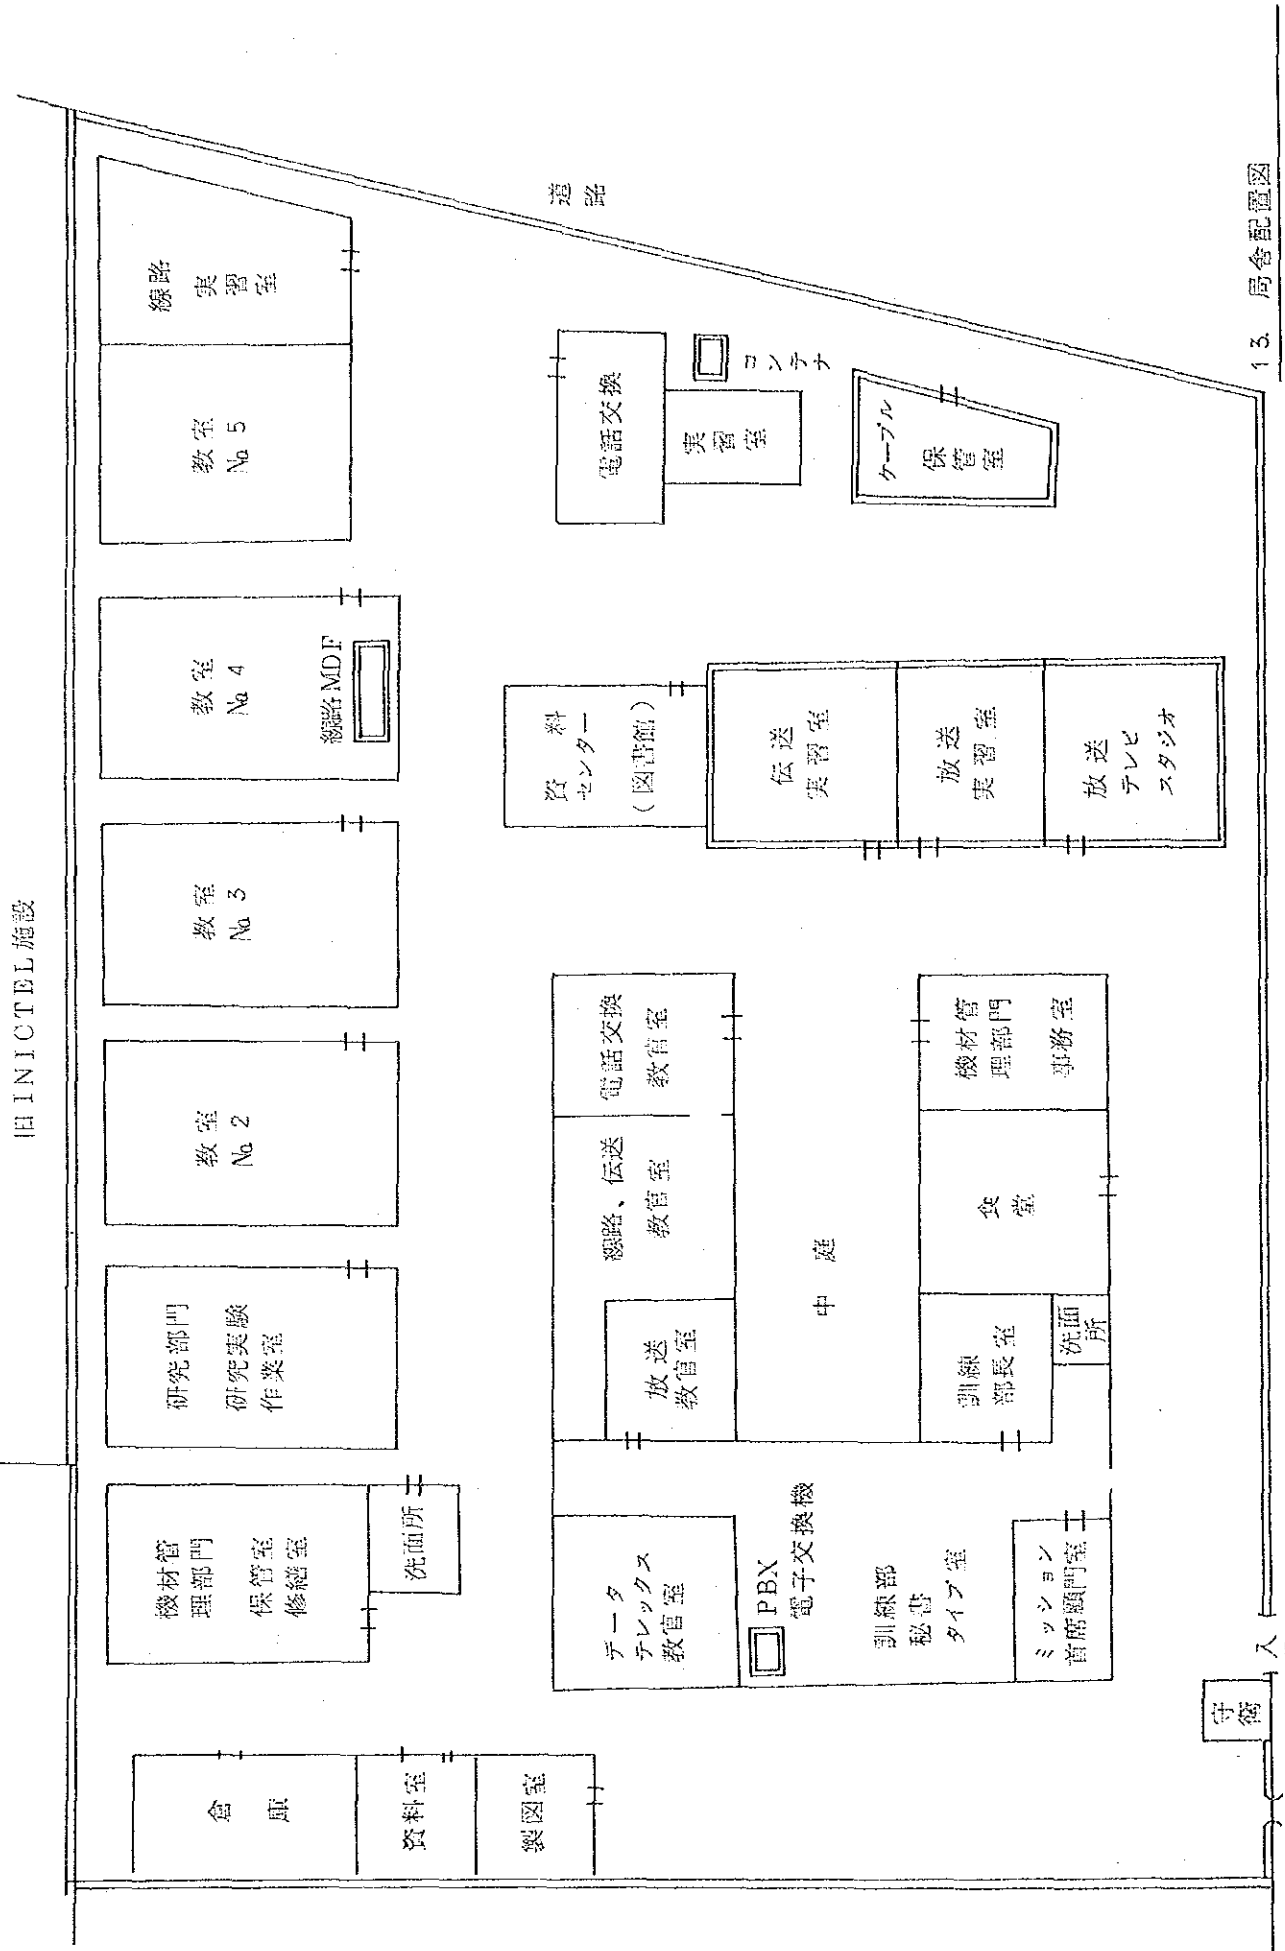 13. 局舎配置図
旧INICTEL施設
道路
線路
実習室
教室
№5
教室
№4
線路MDF
教室
№3
教室
№2
研究部門
研究実験
作業室
機材管
理部門
保管室
修繕室
洗面所
倉庫
資料室
製図室
電話交換
実習室
コンテナ
ケーブル
保管室
資料
センター
(図書館)
伝送
実習室
放送
実習室
放送
テレビ
スタジオ
電話交換
教官室
線路、伝送
教官室
放送
教官室
中庭
機材管
理部門
事務室
食堂
訓練
部長室
洗面所
データ
テレックス
教官室
PBX
電子交換機
訓練部
秘書
タイプ室
ミッション
首席顧門室
守衛
入